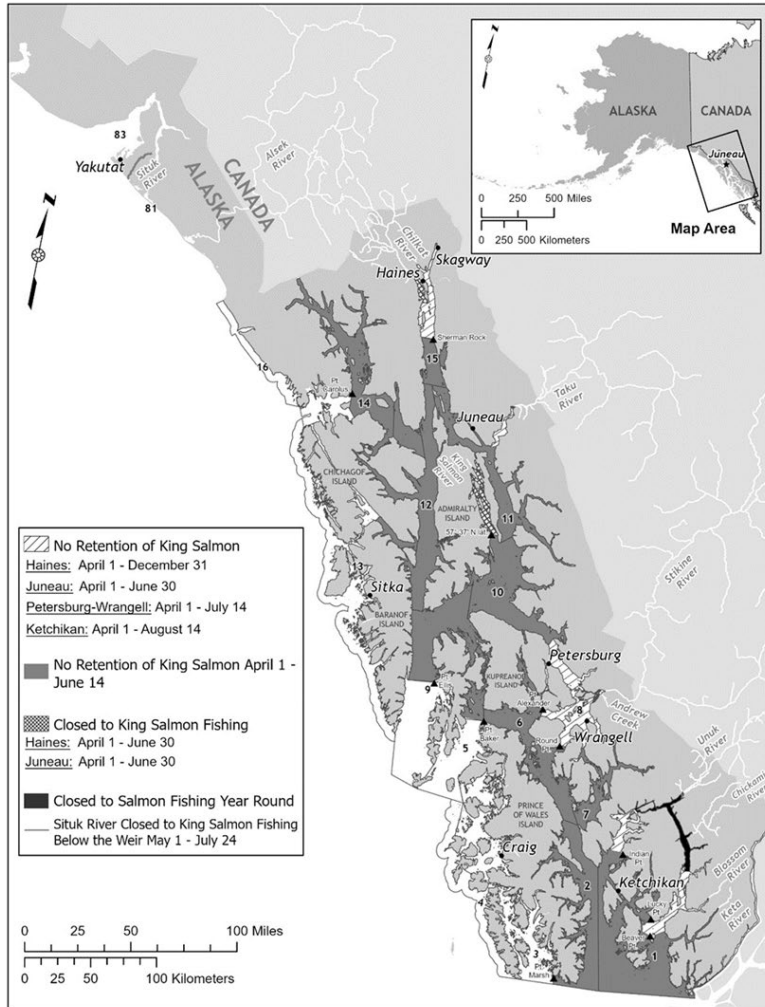 ALASKA
CANADA
Juneau
0 250 500 Miles
0 250 500 Kilometers
Map Area
83
Yakutat
Situk River
81
ALASKA
CANADA
Alsek River
Chilkat River
Skagway
Haines
Sherman Rock
15
16
Pt. Carolus
14
Juneau
Taku River
King Salmon River
CHICHAGOF ISLAND
12
ADMIRALTY ISLAND
11
57° 37' N lat.
13
Sitka
10
BARANOF ISLAND
Stikine River
Petersburg
KUPREANOF ISLAND
9
Alexander
8
Andrew Creek
6
Wrangell
Pt. Baker
Round Pt.
5
Unuk River
Chickamin River
PRINCE OF WALES ISLAND
7
Craig
Indian Pt.
Blossom River
2
Ketchikan
Keta River
Lucky Pt.
4
3
1
Pt. Marsh
No Retention of King Salmon
Haines: April 1 - December 31
Juneau: April 1 - June 30
Petersburg-Wrangell: April 1 - July 14
Ketchikan: April 1 - August 14
No Retention of King Salmon April 1 -
June 14
Closed to King Salmon Fishing
Haines: April 1 - June 30
Juneau: April 1 - June 30
Closed to Salmon Fishing Year Round
Situk River Closed to King Salmon Fishing
Below the Weir May 1 - July 24
0 25 50 100 Miles
0 25 50 100 Kilometers